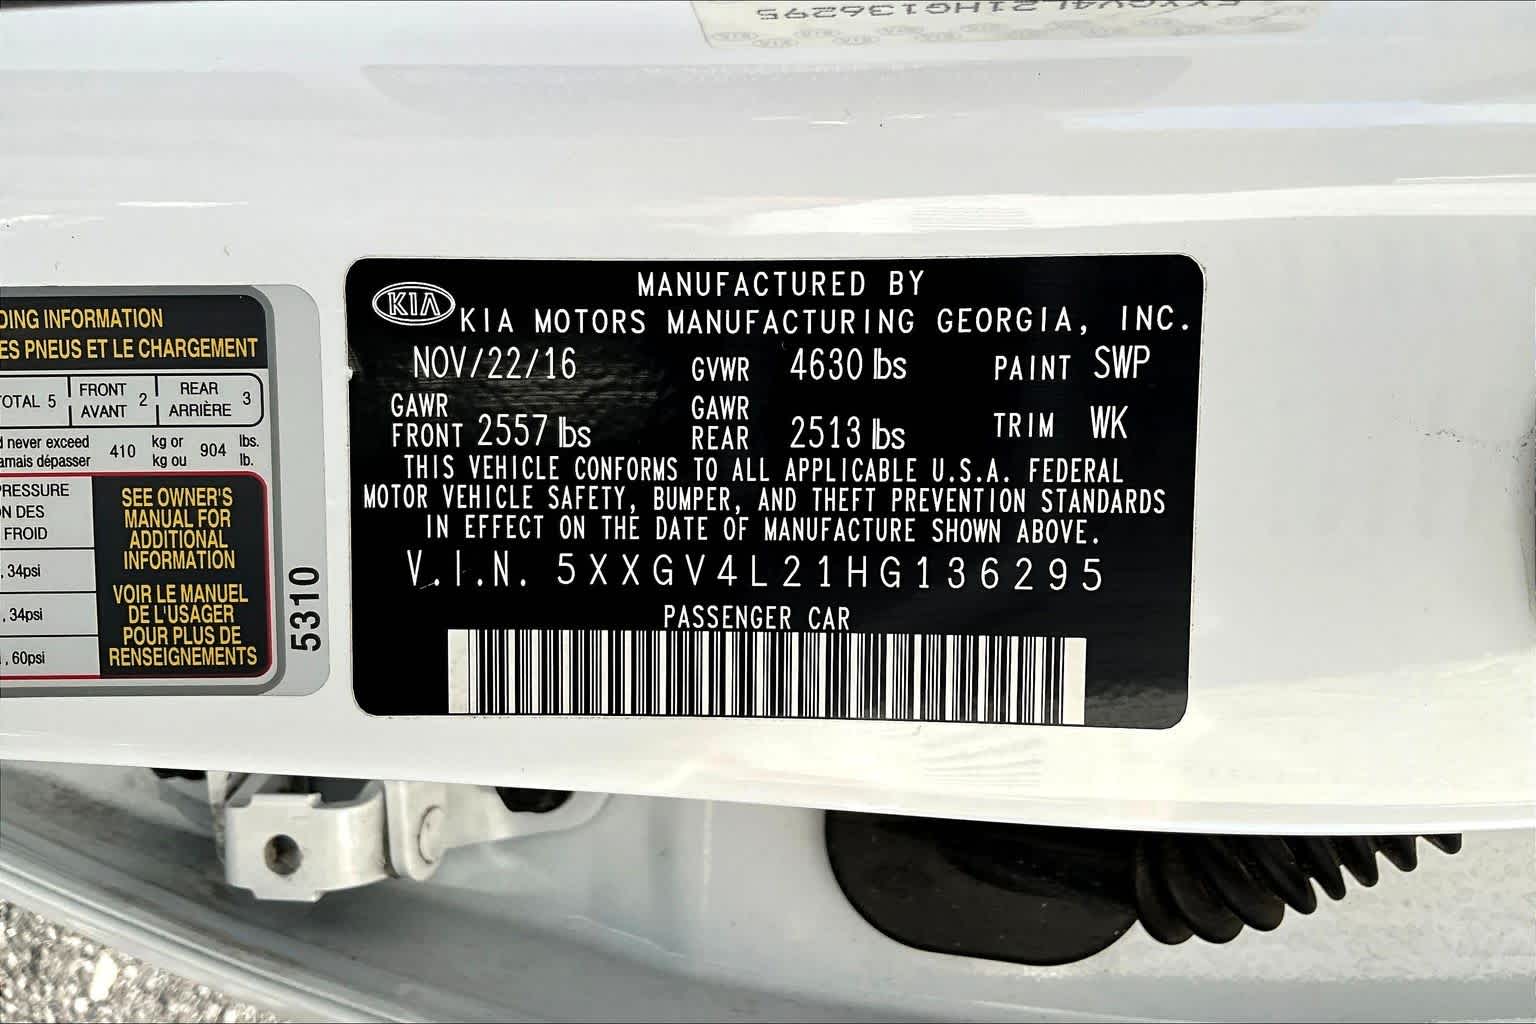 5XXGV4L21HG136295
KIA
MANUFACTURED BY
KIA MOTORS MANUFACTURING GEORGIA, INC.
NOV/22/16 GVWR 4630 lbs PAINT SWP
GAWR FRONT 2557 lbs GAWR REAR 2513 lbs TRIM WK
THIS VEHICLE CONFORMS TO ALL APPLICABLE U.S.A. FEDERAL
MOTOR VEHICLE SAFETY, BUMPER, AND THEFT PREVENTION STANDARDS
IN EFFECT ON THE DATE OF MANUFACTURE SHOWN ABOVE.
V.I.N. 5XXGV4L21HG136295
PASSENGER CAR
INFORMATION
PNEUS ET LE CHARGEMENT
TOTAL 5 FRONT AVANT 2 REAR ARRIÈRE 3
never exceed 410 kg or 904 lbs.
jamais dépasser kg ou lb.
PRESSURE
DES
FROID
, 34psi
, 34psi
, 60psi
SEE OWNER'S
MANUAL FOR
ADDITIONAL
INFORMATION
VOIR LE MANUEL
DE L'USAGER
POUR PLUS DE
RENSEIGNEMENTS
5310